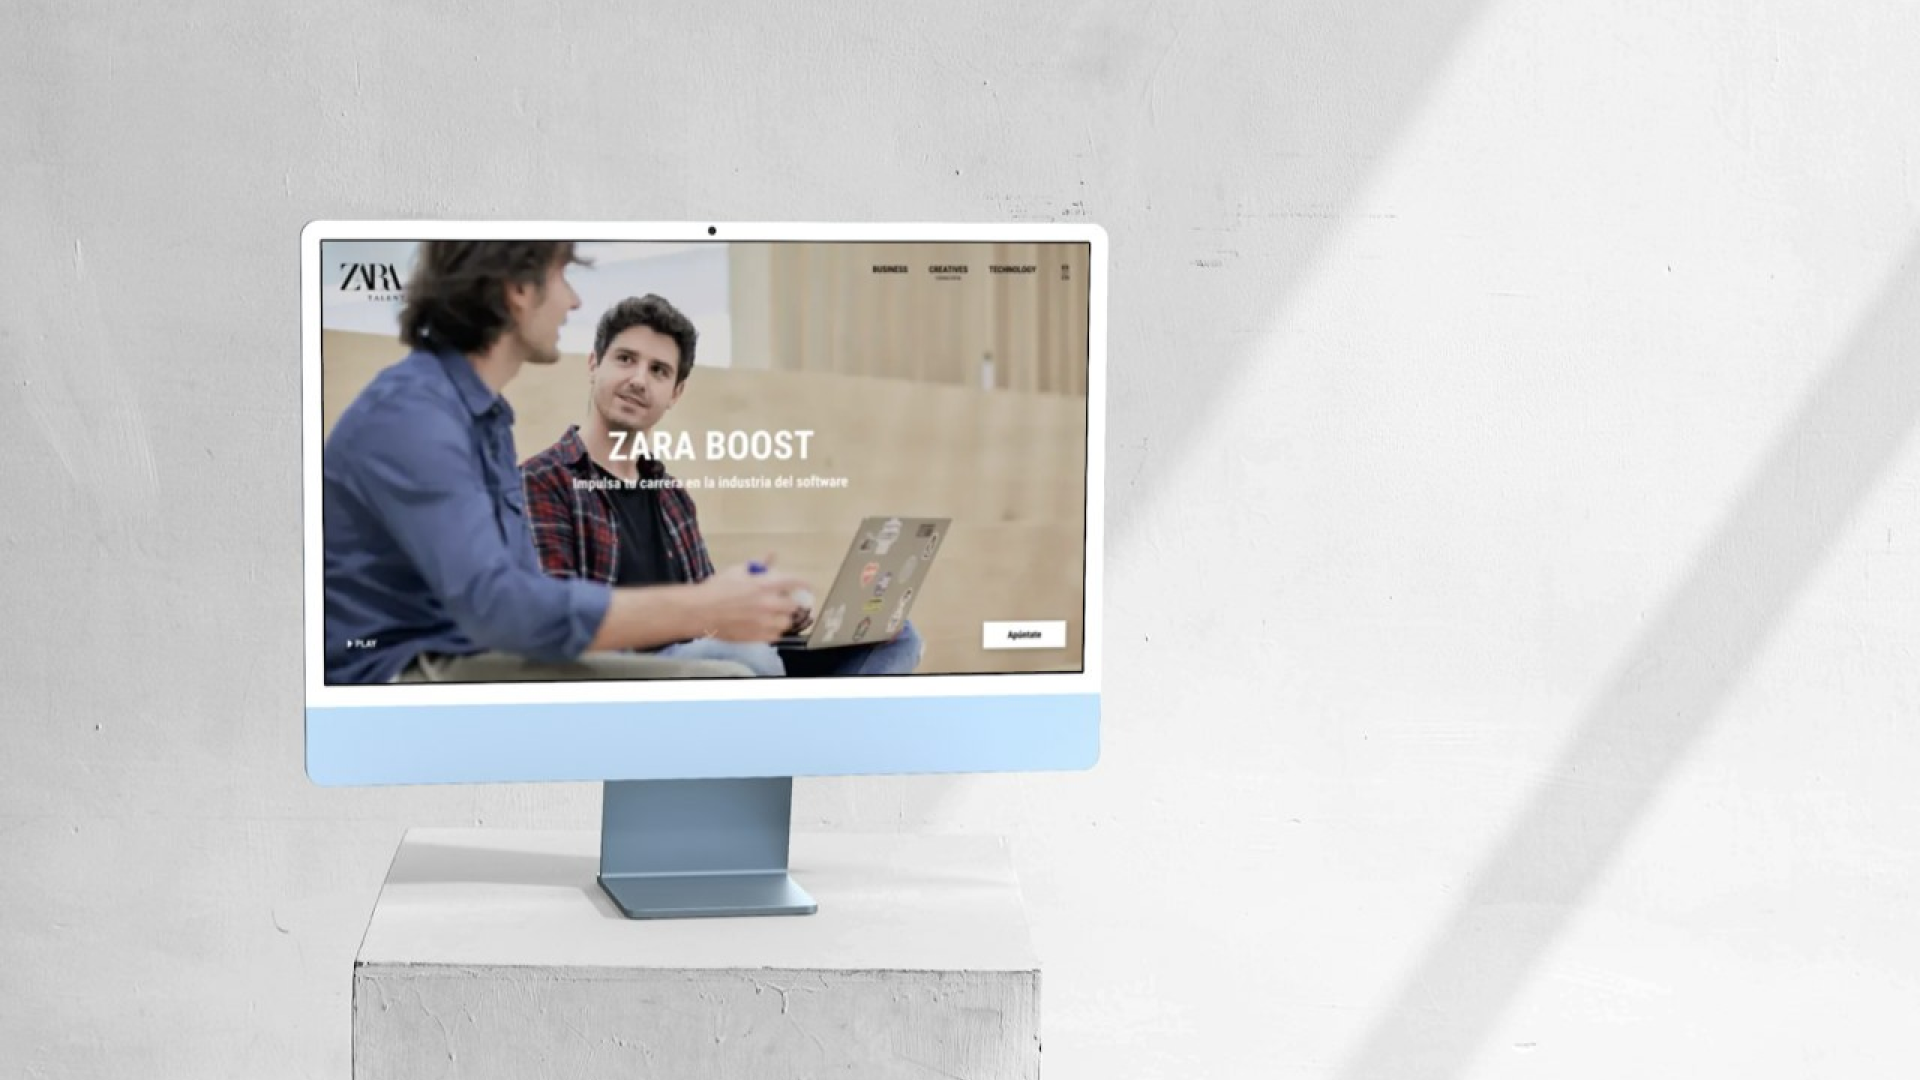 ZARA
TALENT
BUSINESS
CREATIVES
TECHNOLOGY
ZARA BOOST
Impulsa tu carrera en la industria del software
PLAY
Apúntate